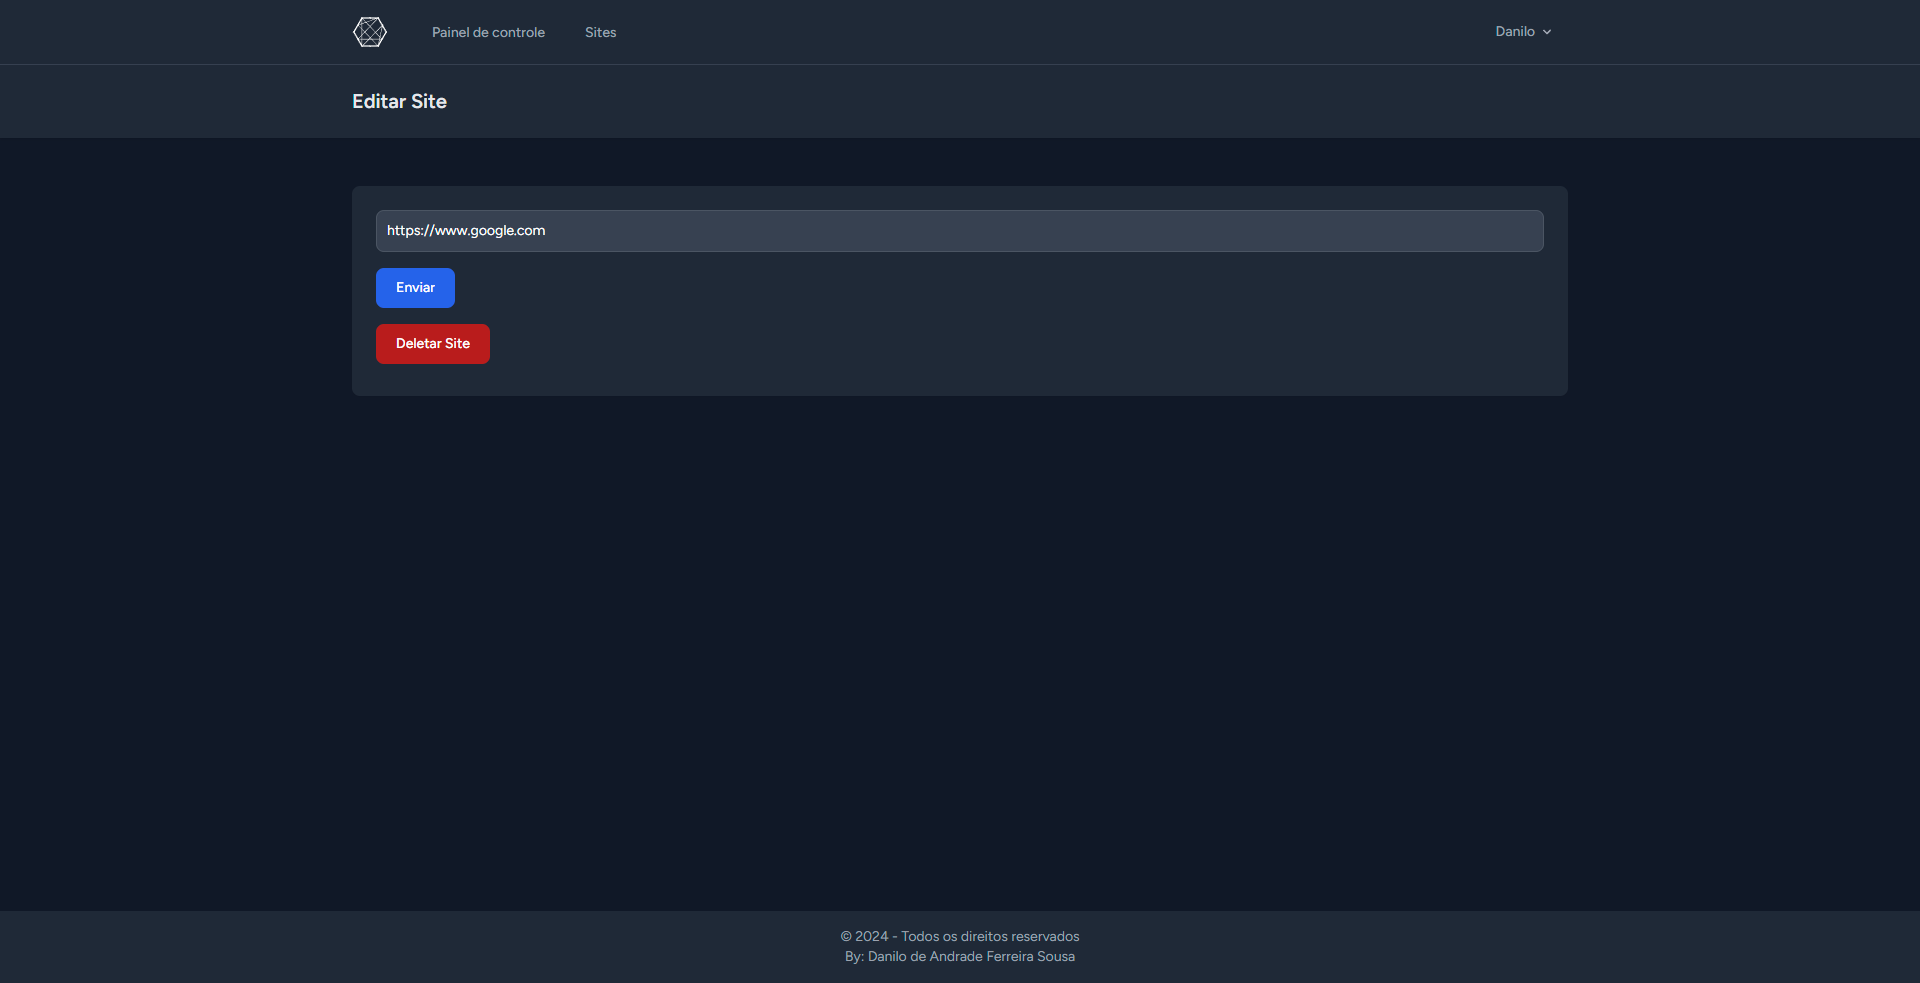 Painel de controle
Sites
Danilo
Editar Site
https://www.google.com
Enviar
Deletar Site
© 2024 - Todos os direitos reservados
By: Danilo de Andrade Ferreira Sousa